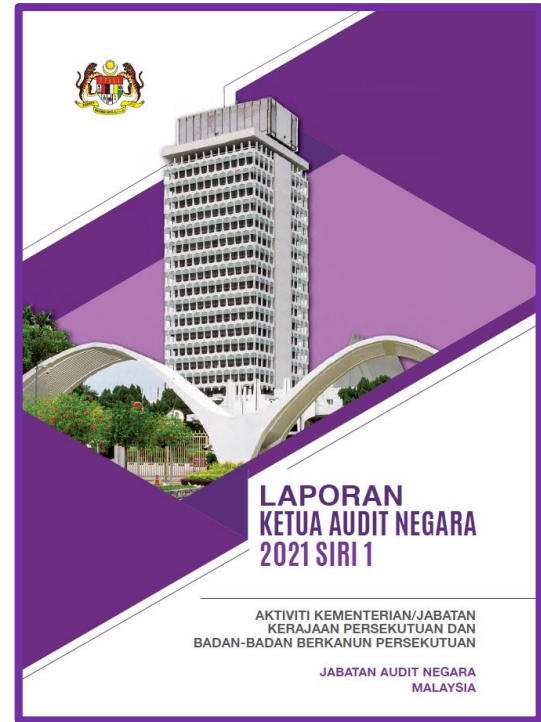 LAPORAN
KETUA AUDIT NEGARA
2021 SIRI 1
AKTIVITI KEMENTERIAN/JABATAN
KERAJAAN PERSEKUTUAN DAN
BADAN-BADAN BERKANUN PERSEKUTUAN
JABATAN AUDIT NEGARA
MALAYSIA